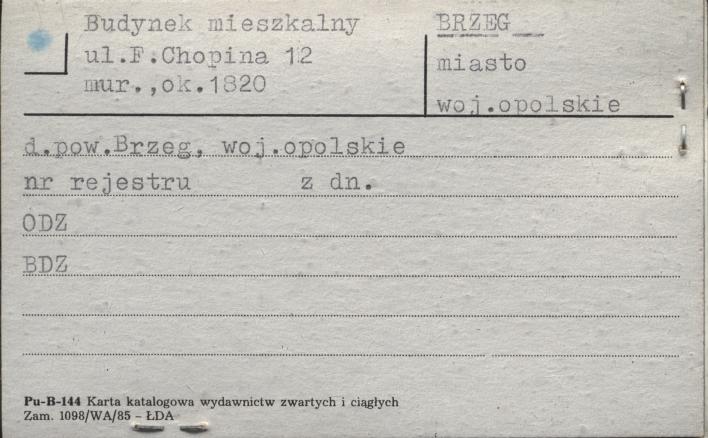 Budynek mieszkalny
ul.F.Chopina 12
mur.,ok.1820
BRZEG
miasto
woj.opolskie
d.pow.Brzeg, woj.opolskie
nr rejestru z dn.
ODZ
BDZ
Pu-B-144 Karta katalogowa wydawnictw zwartych i ciągłych
Zam. 1098/WA/85 – ŁDA